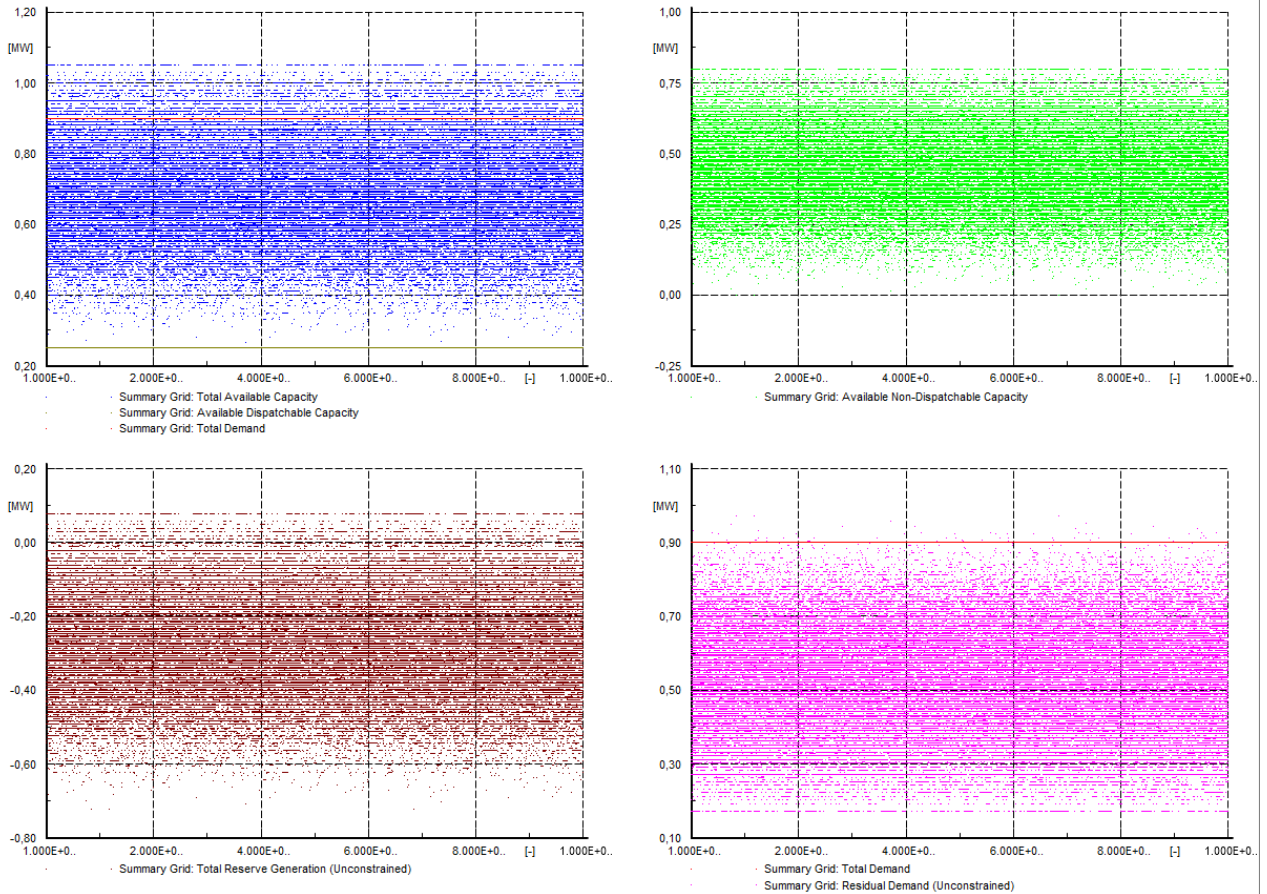 1,20
[MW]
1,00
0,80
0,60
0,40
0,20
1.000E+0.. 2.000E+0.. 4.000E+0.. 6.000E+0.. 8.000E+0.. [-] 1.000E+0..
Summary Grid: Total Available Capacity
Summary Grid: Available Dispatchable Capacity
Summary Grid: Total Demand
1,00
[MW]
0,75
0,50
0,25
0,00
-0,25
1.000E+0.. 2.000E+0.. 4.000E+0.. 6.000E+0.. 8.000E+0.. [-] 1.000E+0..
Summary Grid: Available Non-Dispatchable Capacity
0,20
[MW]
0,00
-0,20
-0,40
-0,60
-0,80
1.000E+0.. 2.000E+0.. 4.000E+0.. 6.000E+0.. 8.000E+0.. [-] 1.000E+0..
Summary Grid: Total Reserve Generation (Unconstrained)
1,10
[MW]
0,90
0,70
0,50
0,30
0,10
1.000E+0.. 2.000E+0.. 4.000E+0.. 6.000E+0.. 8.000E+0.. [-] 1.000E+0..
Summary Grid: Total Demand
Summary Grid: Residual Demand (Unconstrained)